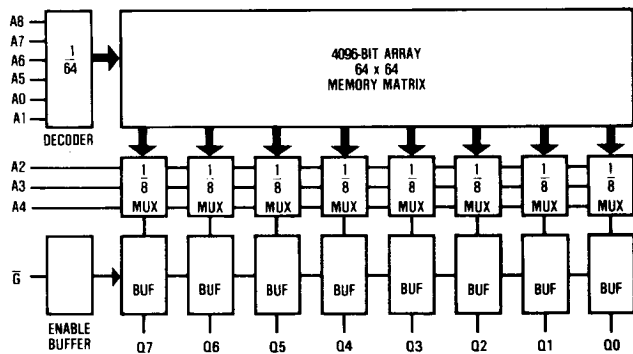 A8
A7
A6
A5
A0
A1
1
64
DECODER
4096-BIT ARRAY
64 x 64
MEMORY MATRIX
A2
A3
A4
1 1 1 1 1 1 1 1
8 8 8 8 8 8 8 8
MUX MUX MUX MUX MUX MUX MUX MUX
G̅
BUF BUF BUF BUF BUF BUF BUF BUF
ENABLE
BUFFER
Q7 Q6 Q5 Q4 Q3 Q2 Q1 Q0